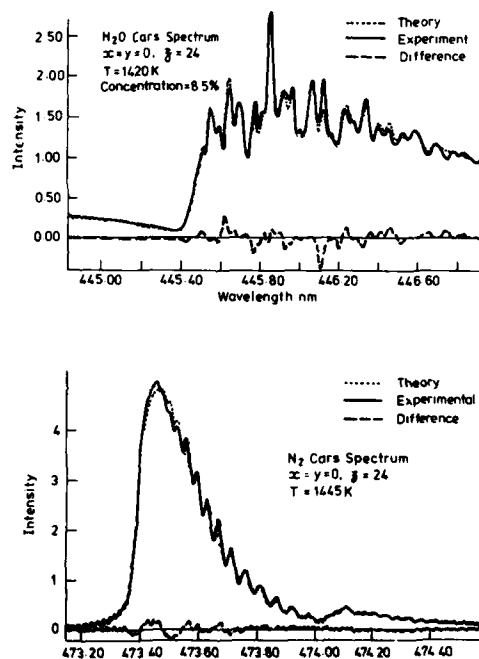 2 50
2·00
1·50
1·00
0·50
0 00
Intensity
N2O Cars Spectrum
x=y=0, z=24
T=1420K
Concentration=8 5%
Theory
Experiment
Difference
445·00 445·40 445·80 446·20 446·60
Wavelength nm
4
3
2
1
0
Intensity
Theory
Experimental
Difference
N2 Cars Spectrum
x=y=0, z=24
T=1445K
473·20 473·40 473·60 473·80 474·00 474·20 474·40